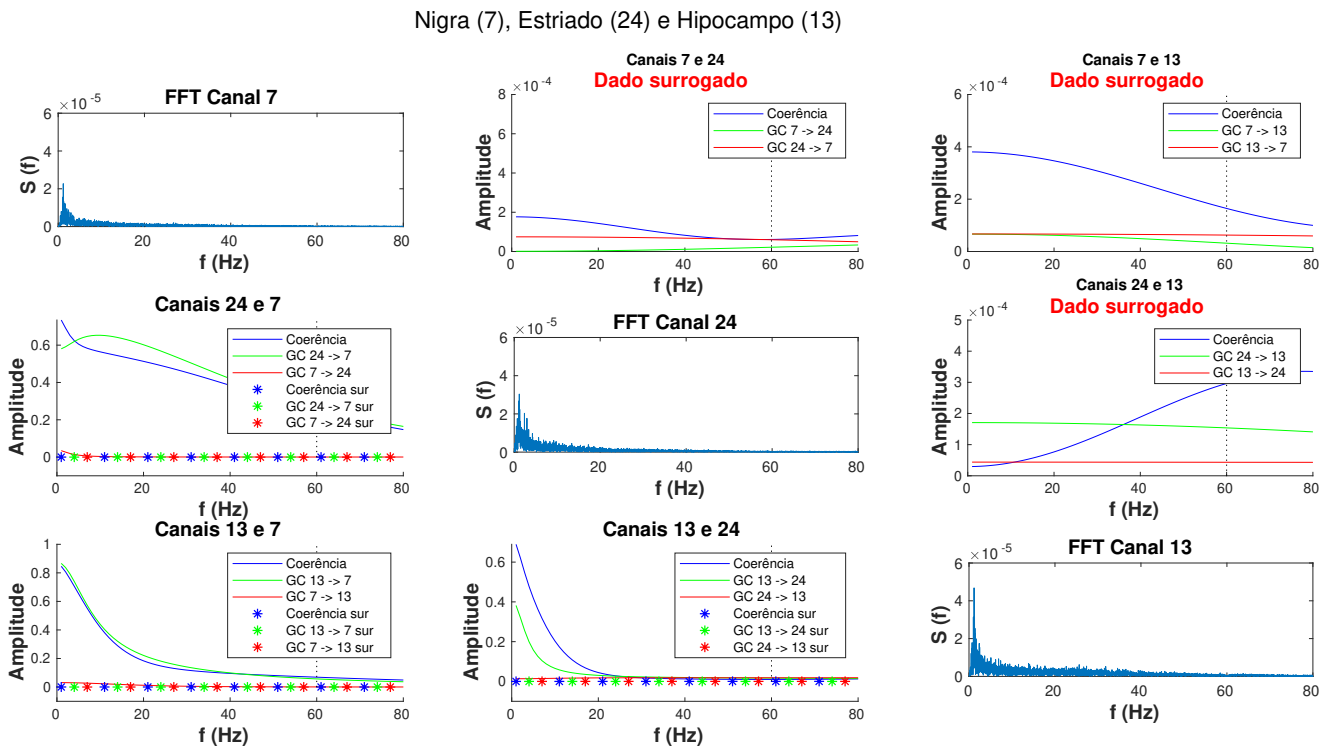 Nigra (7), Estriado (24) e Hipocampo (13)
FFT Canal 7
×10⁻⁵
6
4
2
0
S (f)
0 20 40 60 80
f (Hz)
Canais 7 e 24
Dado surrogado
×10⁻⁴
8
6
4
2
0
Amplitude
Coerência
GC 7 -> 24
GC 24 -> 7
0 20 40 60 80
f (Hz)
Canais 7 e 13
Dado surrogado
×10⁻⁴
6
4
2
0
Amplitude
Coerência
GC 7 -> 13
GC 13 -> 7
0 20 40 60 80
f (Hz)
Canais 24 e 7
0.6
0.4
0.2
0
Amplitude
Coerência
GC 24 -> 7
GC 7 -> 24
Coerência sur
GC 24 -> 7 sur
GC 7 -> 24 sur
0 20 40 60 80
f (Hz)
FFT Canal 24
×10⁻⁵
6
4
2
0
S (f)
0 20 40 60 80
f (Hz)
Canais 24 e 13
Dado surrogado
×10⁻⁴
5
4
3
2
1
0
Amplitude
Coerência
GC 24 -> 13
GC 13 -> 24
0 20 40 60 80
f (Hz)
Canais 13 e 7
1
0.8
0.6
0.4
0.2
0
Amplitude
Coerência
GC 13 -> 7
GC 7 -> 13
Coerência sur
GC 13 -> 7 sur
GC 7 -> 13 sur
0 20 40 60 80
f (Hz)
Canais 13 e 24
0.6
0.4
0.2
0
Amplitude
Coerência
GC 13 -> 24
GC 24 -> 13
Coerência sur
GC 13 -> 24 sur
GC 24 -> 13 sur
0 20 40 60 80
f (Hz)
FFT Canal 13
×10⁻⁵
6
4
2
0
S (f)
0 20 40 60 80
f (Hz)